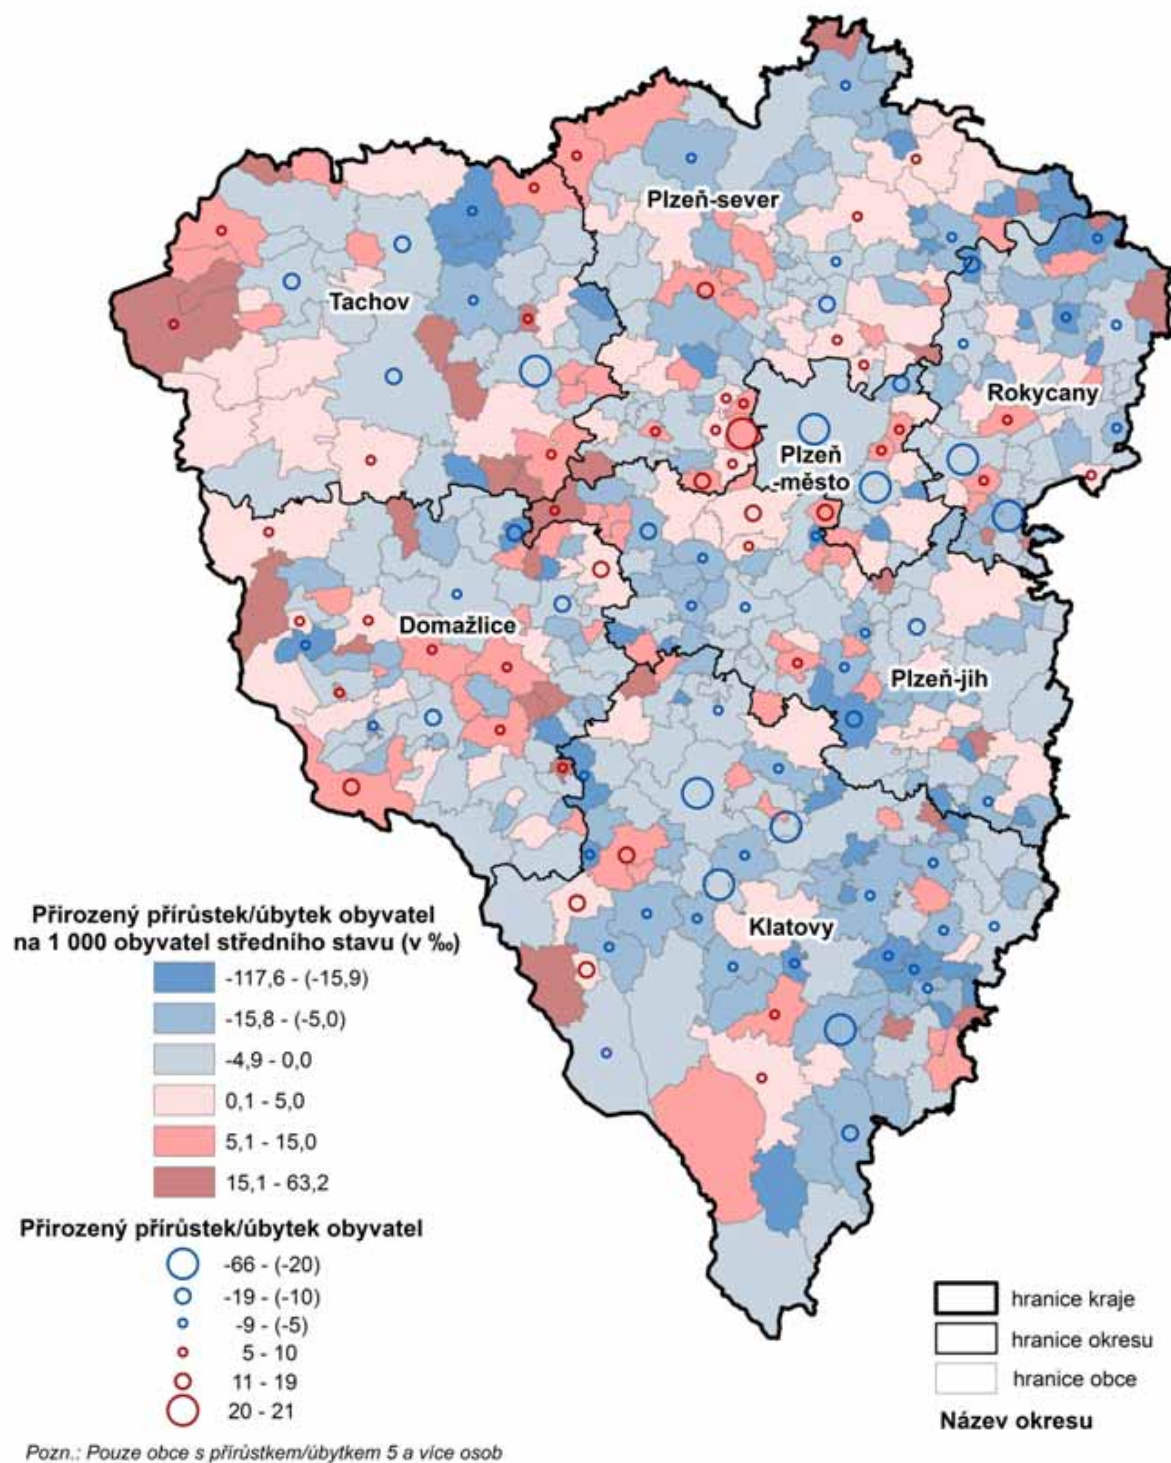 Plzeň-sever
Tachov
Rokycany
Plzeň
-město
Domažlice
Plzeň-jih
Klatovy
Přirozený přírůstek/úbytek obyvatel
na 1 000 obyvatel středního stavu (v ‰)
-117,6 - (-15,9)
-15,8 - (-5,0)
-4,9 - 0,0
0,1 - 5,0
5,1 - 15,0
15,1 - 63,2
Přirozený přírůstek/úbytek obyvatel
-66 - (-20)
-19 - (-10)
-9 - (-5)
5 - 10
11 - 19
20 - 21
hranice kraje
hranice okresu
hranice obce
Název okresu
Pozn.: Pouze obce s přírůstkem/úbytkem 5 a více osob